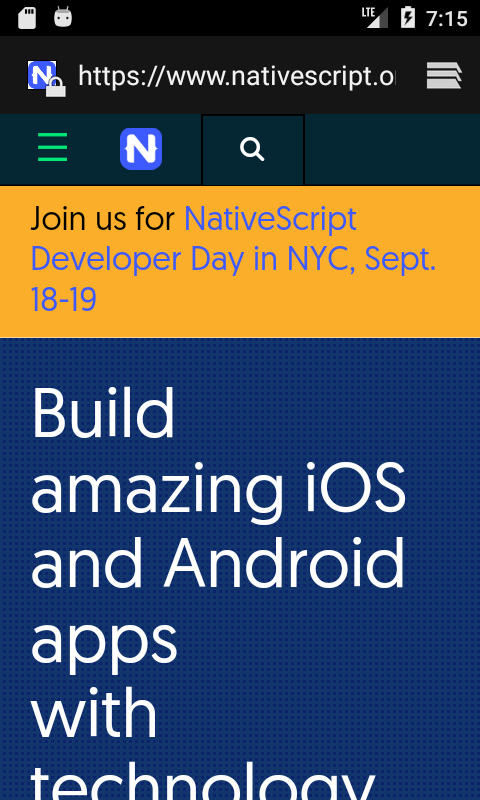 LTE 7:15
https://www.nativescript.o
N
Join us for NativeScript
Developer Day in NYC, Sept.
18-19
Build
amazing iOS
and Android
apps
with
technology